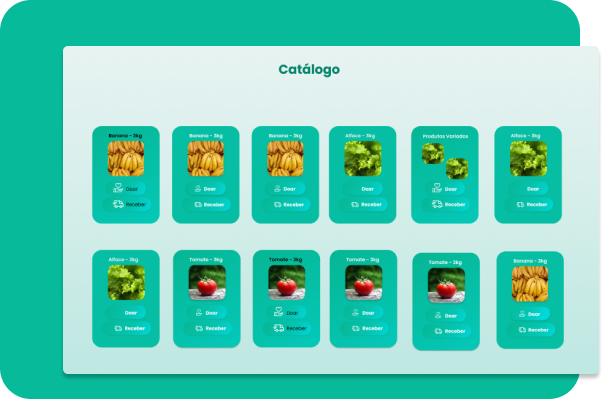 Catálogo
Banana - 3kg
Banana - 3kg
Banana - 3kg
Alface - 3kg
Produtos Variados
Alface - 3kg
Doar
Doar
Doar
Doar
Doar
Doar
Receber
Receber
Receber
Receber
Receber
Receber
Alface - 3kg
Tomate - 3kg
Tomate - 3kg
Tomate - 3kg
Tomate - 3kg
Banana - 3kg
Doar
Doar
Doar
Doar
Doar
Doar
Receber
Receber
Receber
Receber
Receber
Receber